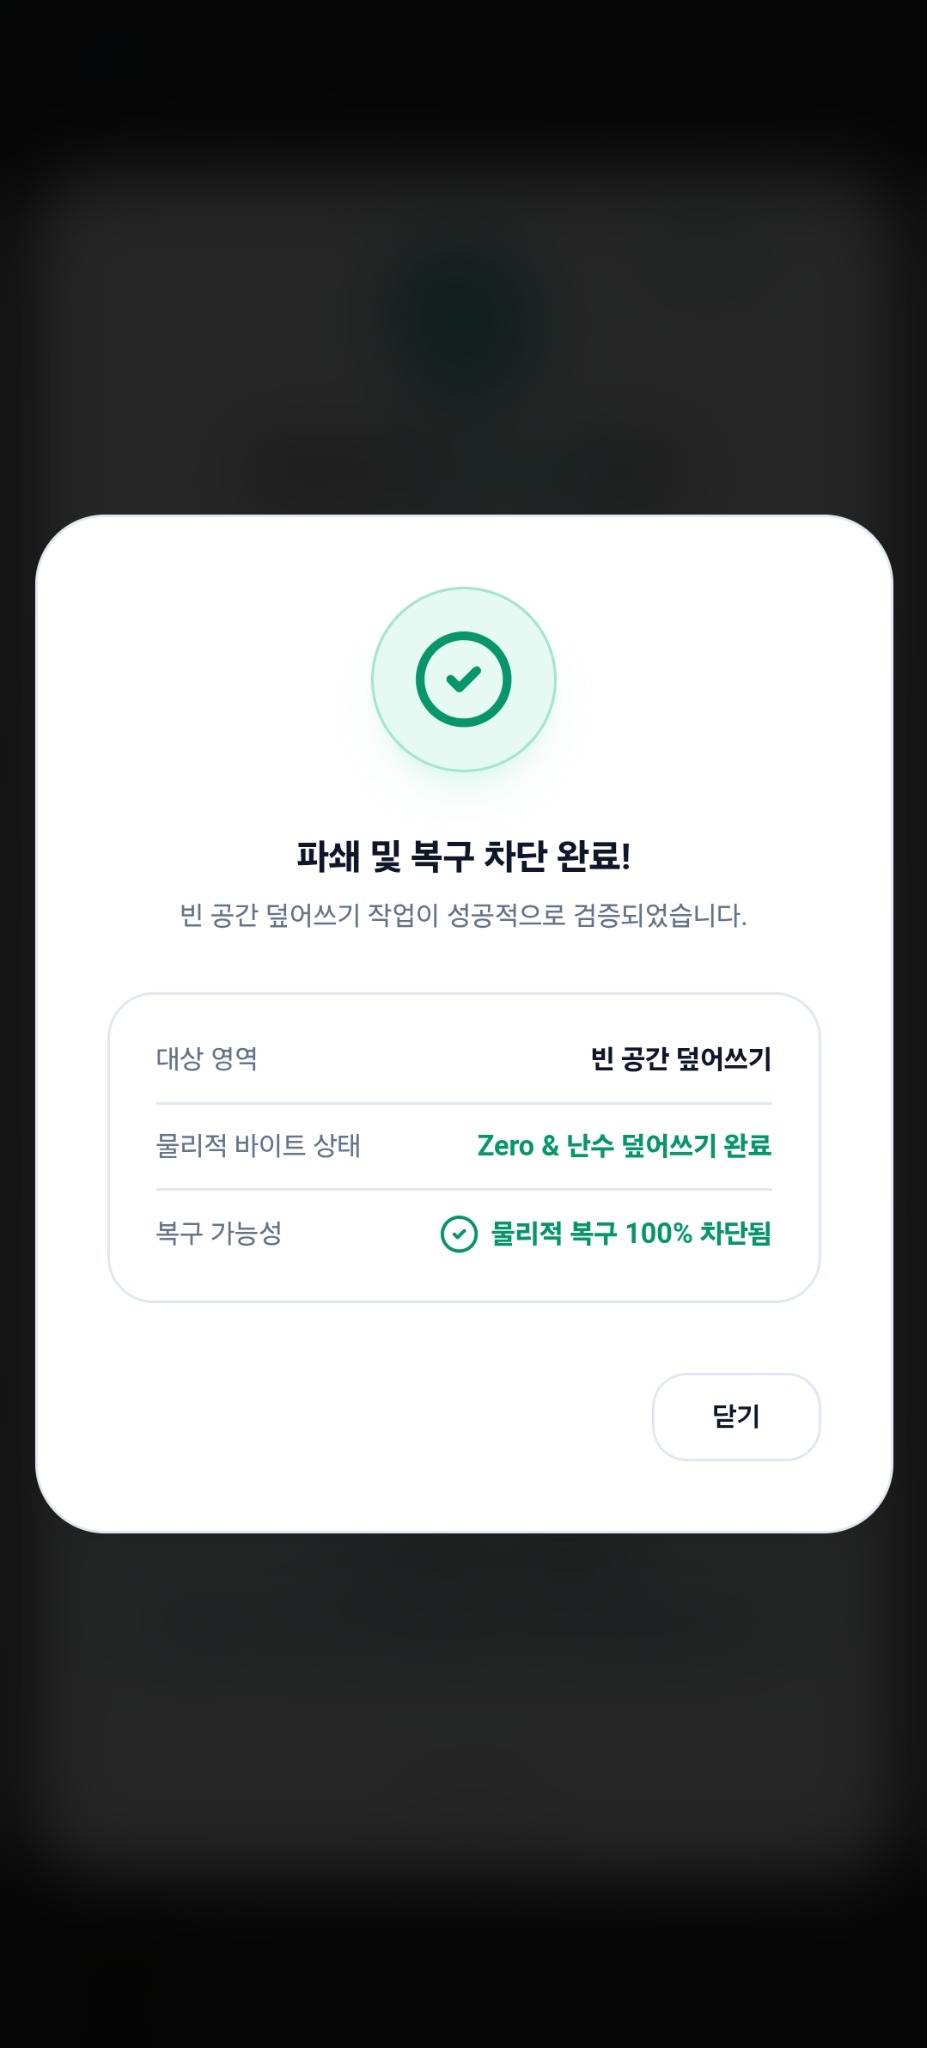 파쇄 및 복구 차단 완료!
빈 공간 덮어쓰기 작업이 성공적으로 검증되었습니다.
대상 영역 빈 공간 덮어쓰기
물리적 바이트 상태 Zero & 난수 덮어쓰기 완료
복구 가능성 물리적 복구 100% 차단됨
닫기